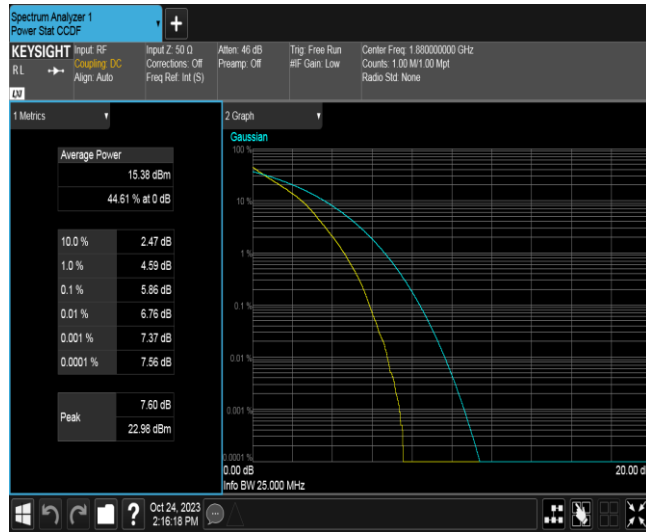 Spectrum Analyzer 1
Power Stat CCDF
+
KEYSIGHT
RL
LXI
Input: RF
Coupling: DC
Align: Auto
Input Z: 50 Ω
Corrections: Off
Freq Ref: Int (S)
Atten: 46 dB
Preamp: Off
Trig: Free Run
#IF Gain: Low
Center Freq: 1.880000000 GHz
Counts: 1.00 M/1.00 Mpt
Radio Std: None
1 Metrics
Average Power
15.38 dBm
44.61 % at 0 dB
10.0 % 2.47 dB
1.0 % 4.59 dB
0.1 % 5.86 dB
0.01 % 6.76 dB
0.001 % 7.37 dB
0.0001 % 7.56 dB
Peak
7.60 dB
22.98 dBm
2 Graph
Gaussian
100 %
10 %
1 %
0.1 %
0.01 %
0.001 %
0.0001 %
0.00 dB
20.00 d
Info BW 25.000 MHz
?
Oct 24, 2023
2:16:18 PM